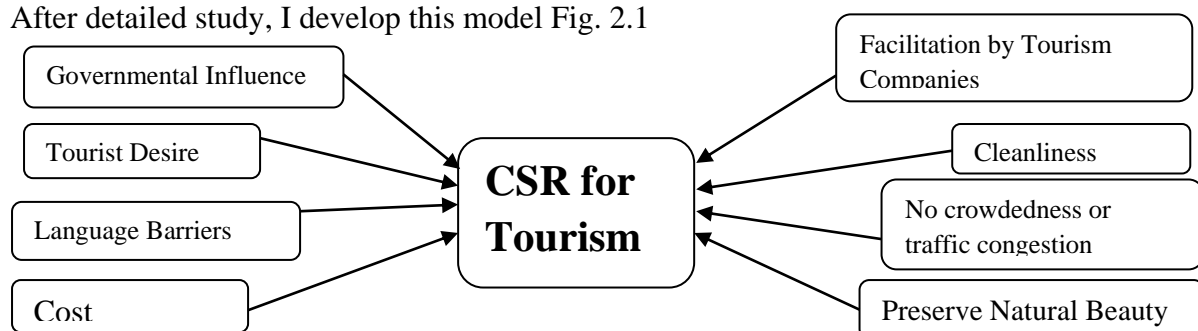 After detailed study, I develop this model Fig. 2.1
Governmental Influence
Tourist Desire
Language Barriers
Cost
CSR for
Tourism
Facilitation by Tourism
Companies
Cleanliness
No crowdedness or
traffic congestion
Preserve Natural Beauty